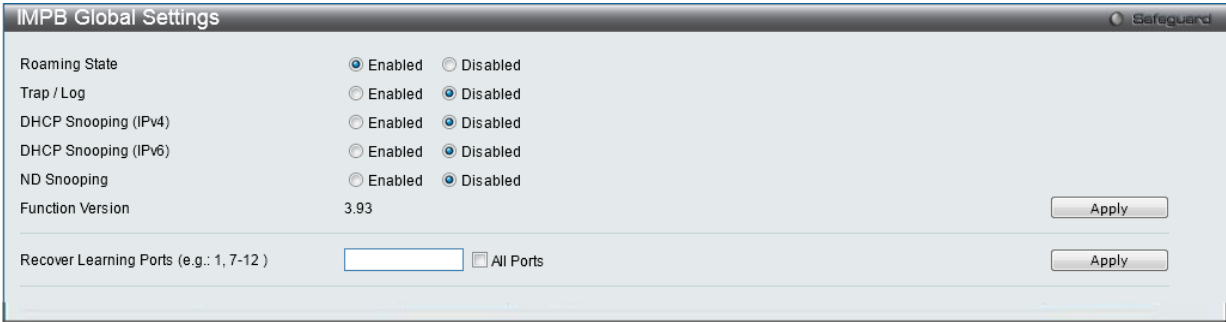 IMPB Global Settings
Safeguard
Roaming State Enabled Disabled
Trap / Log Enabled Disabled
DHCP Snooping (IPv4) Enabled Disabled
DHCP Snooping (IPv6) Enabled Disabled
ND Snooping Enabled Disabled
Function Version 3.93 Apply
Recover Learning Ports (e.g.: 1, 7-12 ) All Ports Apply